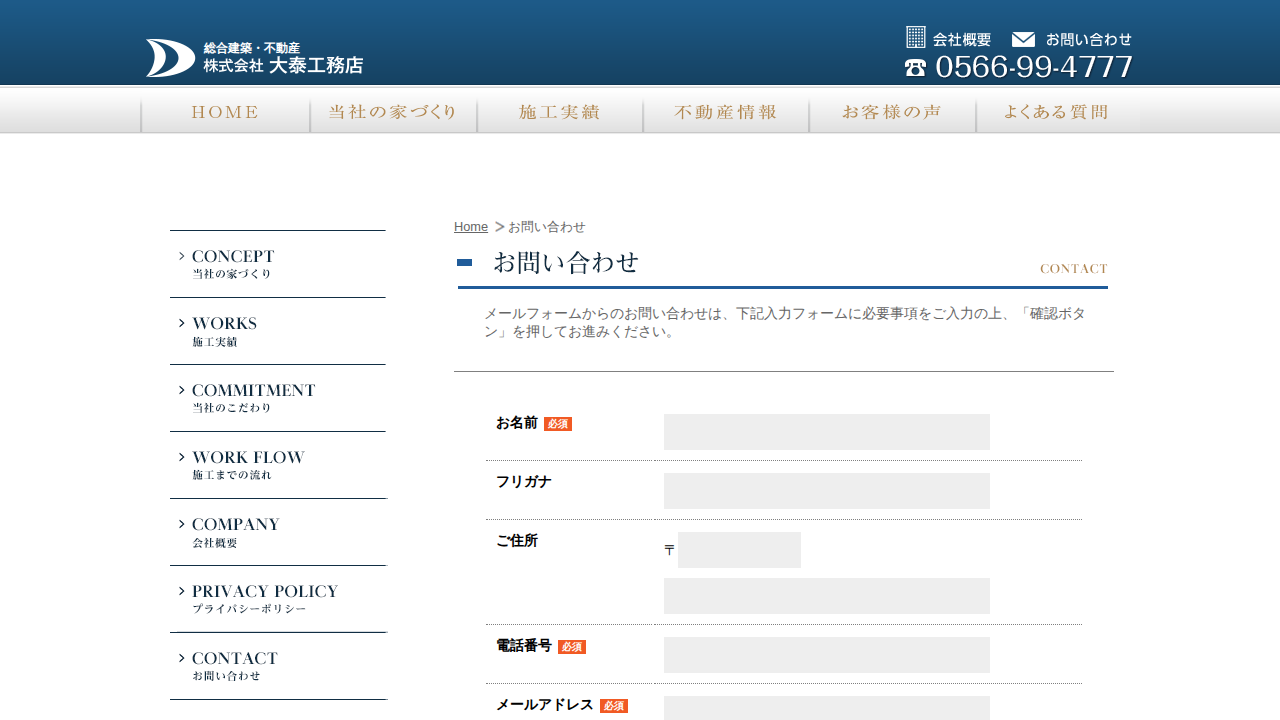 総合建築・不動産
株式会社 大泰工務店
会社概要
お問い合わせ
0566-99-4777
HOME
当社の家づくり
施工実績
不動産情報
お客様の声
よくある質問
CONCEPT
当社の家づくり
WORKS
施工実績
COMMITMENT
当社のこだわり
WORK FLOW
施工までの流れ
COMPANY
会社概要
PRIVACY POLICY
プライバシーポリシー
CONTACT
お問い合わせ
Home > お問い合わせ
お問い合わせ
CONTACT
メールフォームからのお問い合わせは、下記入力フォームに必要事項をご入力の上、「確認ボタ
ン」を押してお進みください。
お名前 必須
フリガナ
ご住所
〒
電話番号 必須
メールアドレス 必須